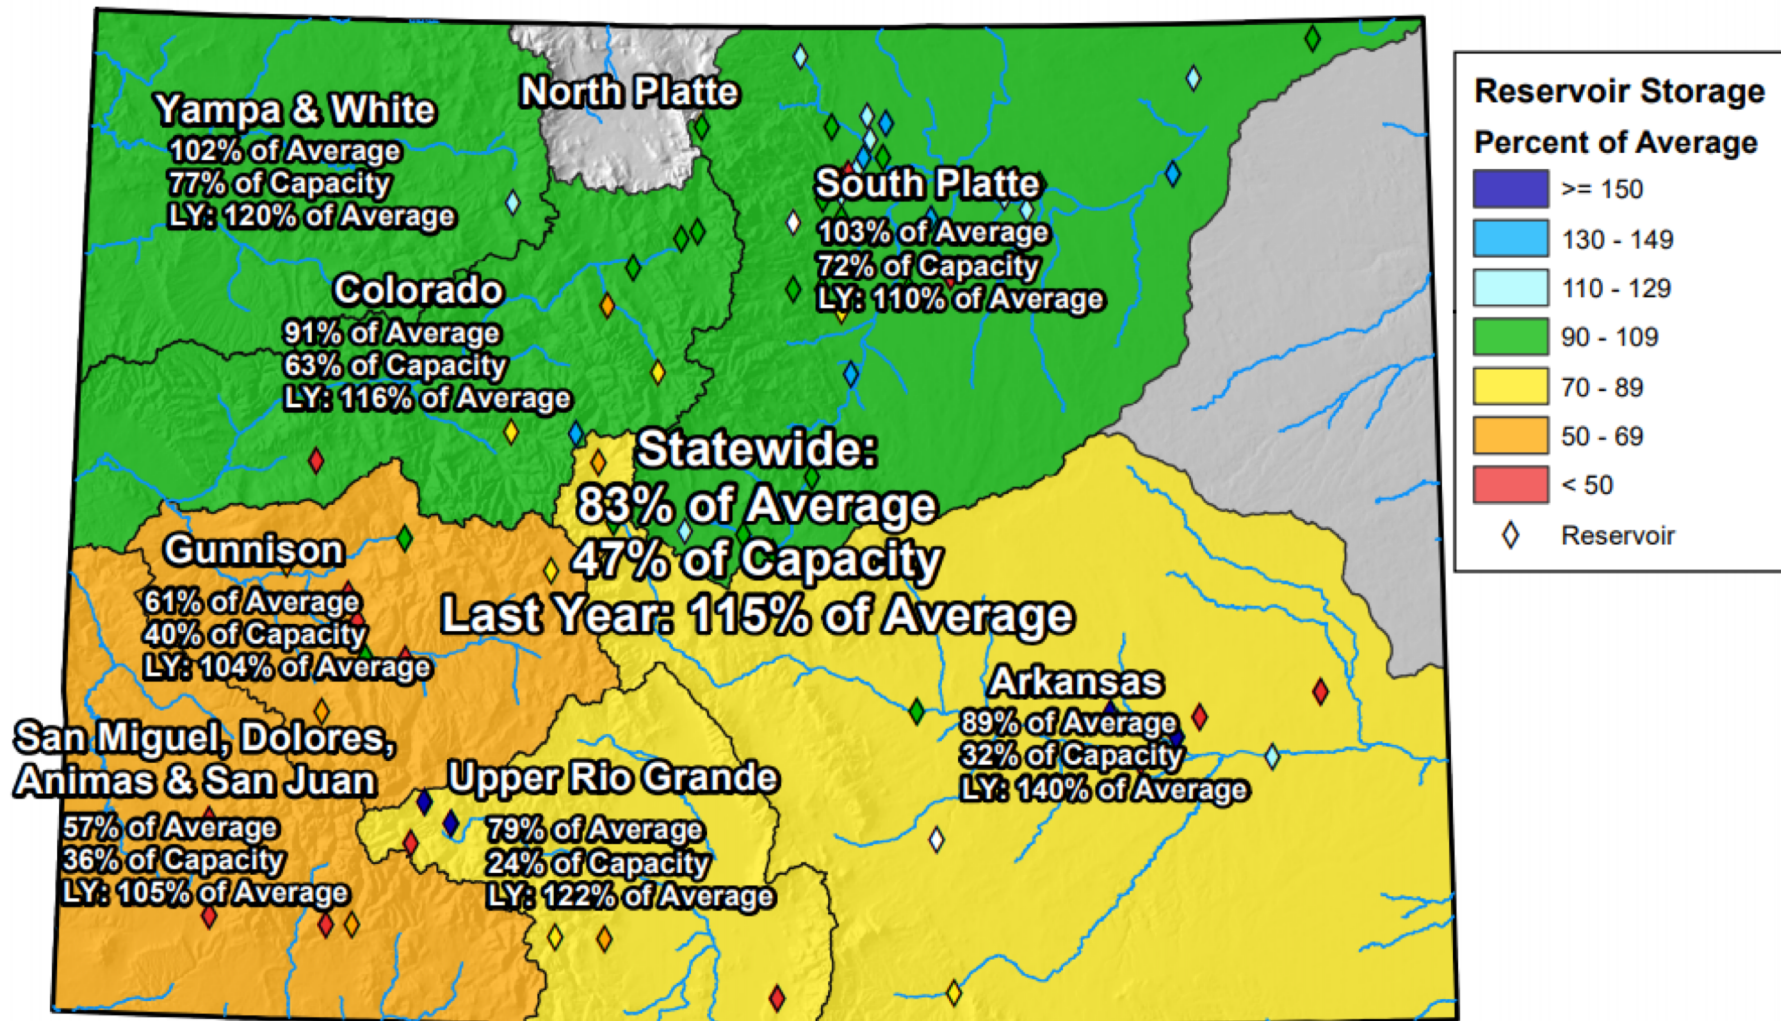 Yampa & White
102% of Average
77% of Capacity
LY: 120% of Average
North Platte
South Platte
103% of Average
72% of Capacity
LY: 110% of Average
Colorado
91% of Average
63% of Capacity
LY: 116% of Average
Statewide:
83% of Average
47% of Capacity
Last Year: 115% of Average
Gunnison
61% of Average
40% of Capacity
LY: 104% of Average
San Miguel, Dolores,
Animas & San Juan
57% of Average
36% of Capacity
LY: 105% of Average
Upper Rio Grande
79% of Average
24% of Capacity
LY: 122% of Average
Arkansas
89% of Average
32% of Capacity
LY: 140% of Average
Reservoir Storage
Percent of Average
>= 150
130 - 149
110 - 129
90 - 109
70 - 89
50 - 69
< 50
Reservoir